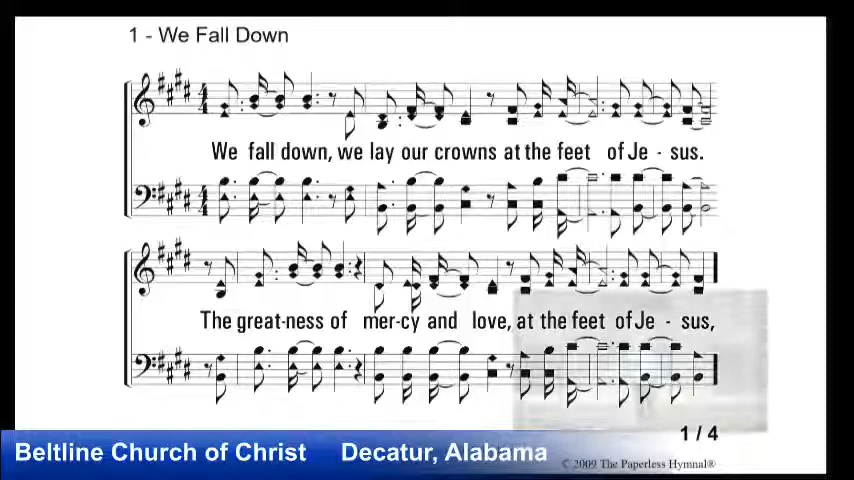 1 - We Fall Down
We fall down, we lay our crowns at the feet of Je - sus.
The great-ness of mer-cy and love, at the feet of Je - sus,
1 / 4
Beltline Church of Christ Decatur, Alabama
© 2009 The Paperless Hymnal®